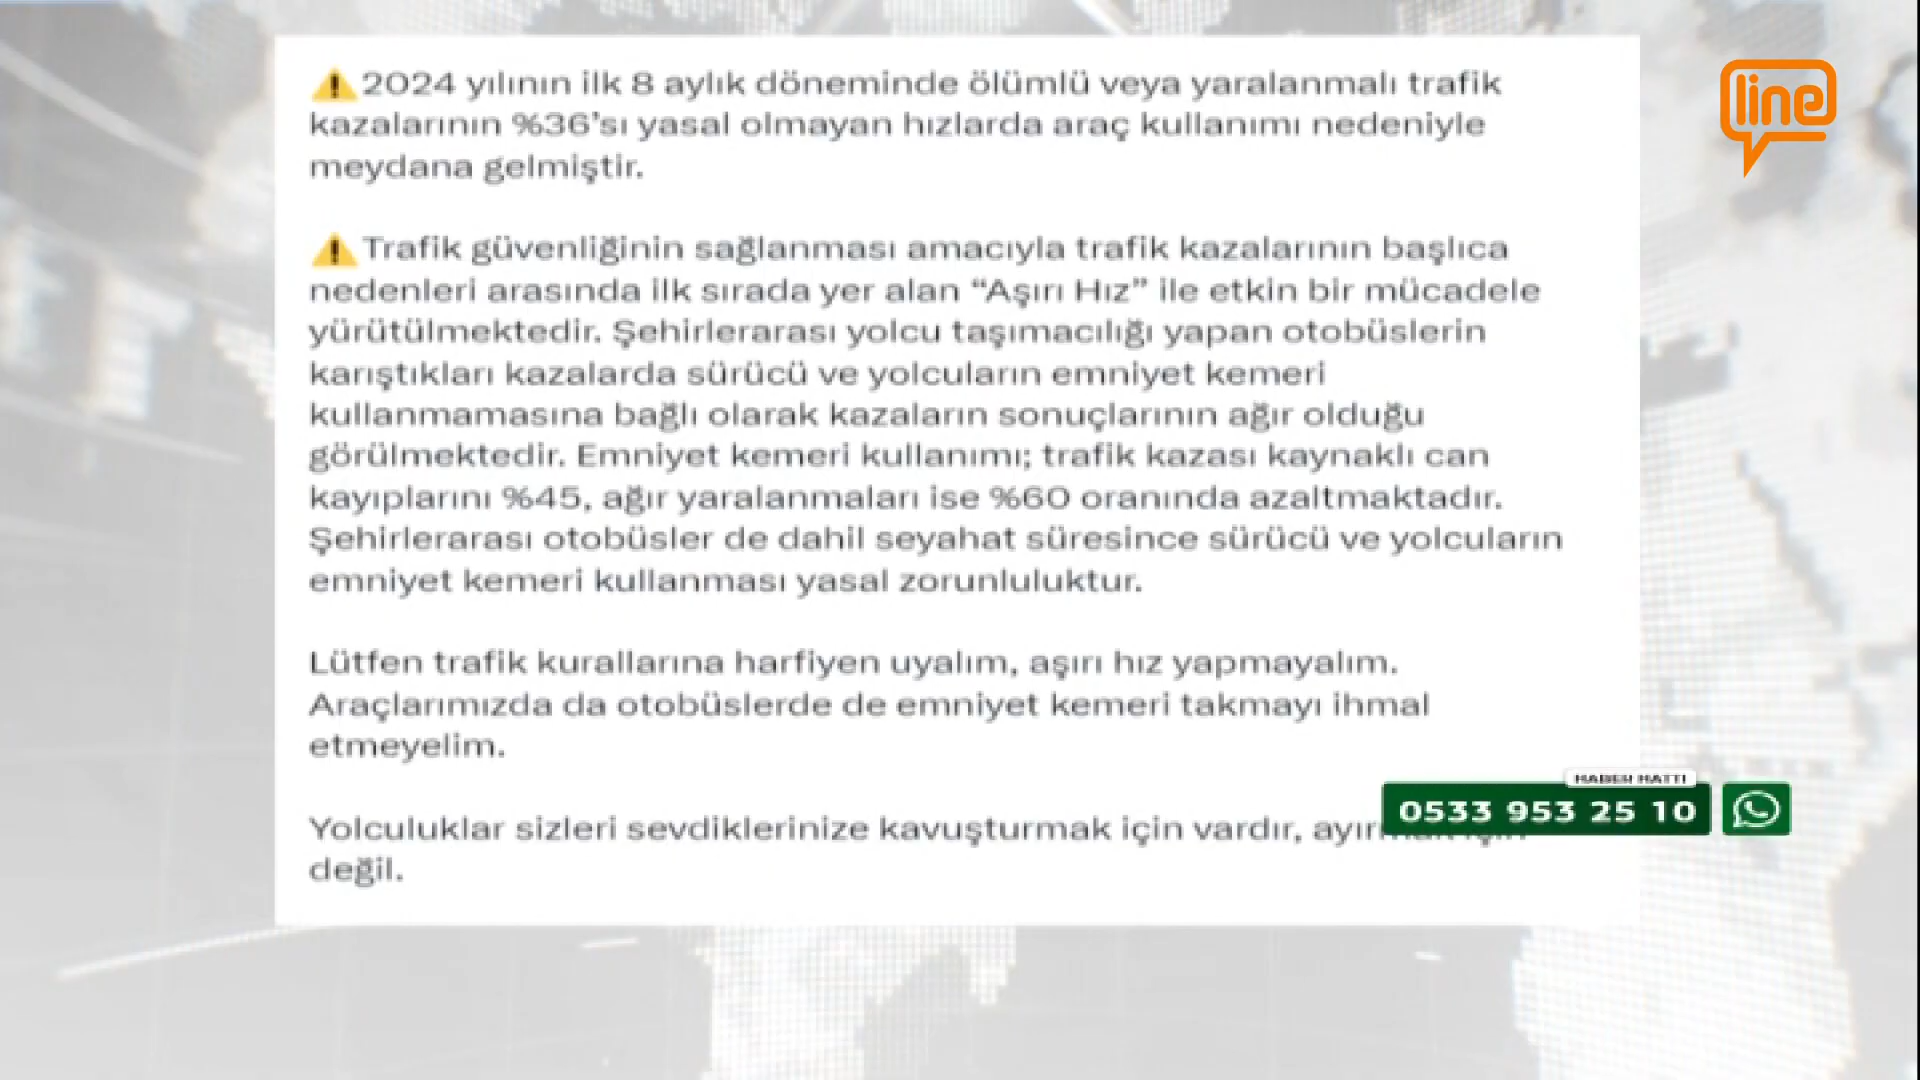 ⚠️2024 yılının ilk 8 aylık döneminde ölümlü veya yaralanmalı trafik
kazalarının %36’sı yasal olmayan hızlarda araç kullanımı nedeniyle
meydana gelmiştir.
⚠️Trafik güvenliğinin sağlanması amacıyla trafik kazalarının başlıca
nedenleri arasında ilk sırada yer alan “Aşırı Hız” ile etkin bir mücadele
yürütülmektedir. Şehirlerarası yolcu taşımacılığı yapan otobüslerin
karıştıkları kazalarda sürücü ve yolcuların emniyet kemeri
kullanmamasına bağlı olarak kazaların sonuçlarının ağır olduğu
görülmektedir. Emniyet kemeri kullanımı; trafik kazası kaynaklı can
kayıplarını %45, ağır yaralanmaları ise %60 oranında azaltmaktadır.
Şehirlerarası otobüsler de dahil seyahat süresince sürücü ve yolcuların
emniyet kemeri kullanması yasal zorunluluktur.
Lütfen trafik kurallarına harfiyen uyalım, aşırı hız yapmayalım.
Araçlarımızda da otobüslerde de emniyet kemeri takmayı ihmal
etmeyelim.
Yolculuklar sizleri sevdiklerinize kavuşturmak için vardır,
değil.
line
HABER HATTI
0533 953 25 10